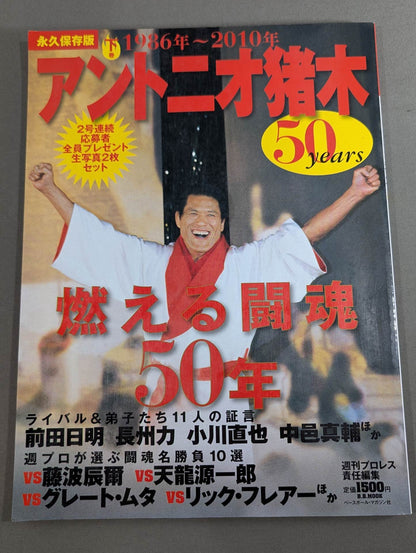 永久保存版
下巻
1986年～2010年
アントニオ猪木
50
years
2号連続
応募者
全員プレゼント
生写真2枚
セット
燃える闘魂
50年
ライバル&弟子たち11人の証言
前田日明 長州力 小川直也 中邑真輔ほか
週プロが選ぶ闘魂名勝負10選
VS藤波辰爾 VS天龍源一郎
VSグレート・ムタ VSリック・フレアーほか
週刊プロレス
責任編集
定価1500円
B.B.MOOK
ベースボール・マガジン社